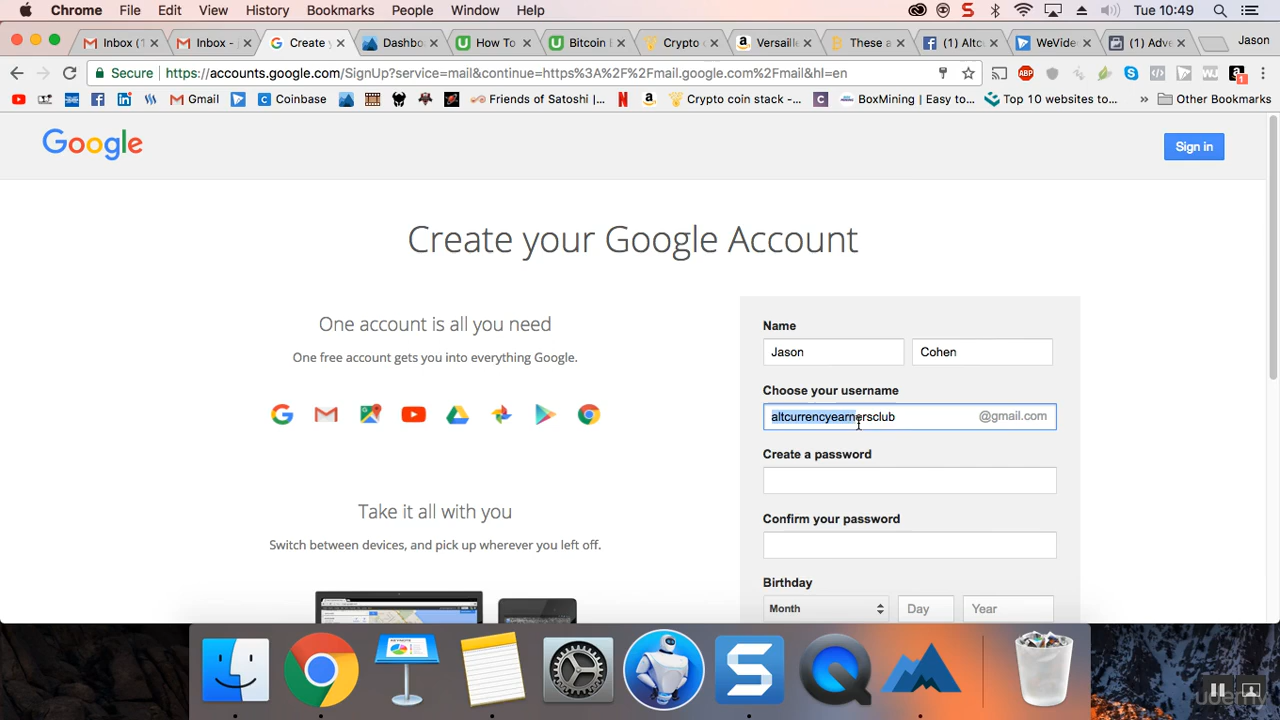 Chrome File Edit View History Bookmarks People Window Help Tue 10:49
Inbox (1 Inbox - Create y Dashbo How To Bitcoin E Crypto c Versaill These a (1) Altc WeVide (1) Adve Jason
Secure https://accounts.google.com/SignUp?service=mail&continue=https%3A%2F%2Fmail.google.com%2Fmail&hl=en
Gmail Coinbase Friends of Satoshi |... Crypto coin stack -... BoxMining | Easy to... Top 10 websites to... » Other Bookmarks
Google
Sign in
Create your Google Account
One account is all you need
One free account gets you into everything Google.
Take it all with you
Switch between devices, and pick up wherever you left off.
Name
Jason Cohen
Choose your username
altcurrencyearnersclub @gmail.com
Create a password
Confirm your password
Birthday
Month Day Year